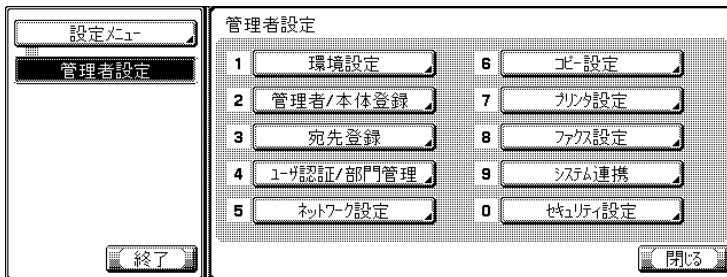 設定メニュー
管理者設定
終了
管理者設定
1 環境設定
2 管理者/本体登録
3 宛先登録
4 ユーザ認証/部門管理
5 ネットワーク設定
6 コピー設定
7 プリンタ設定
8 ファクス設定
9 システム連携
0 セキュリティ設定
閉じる